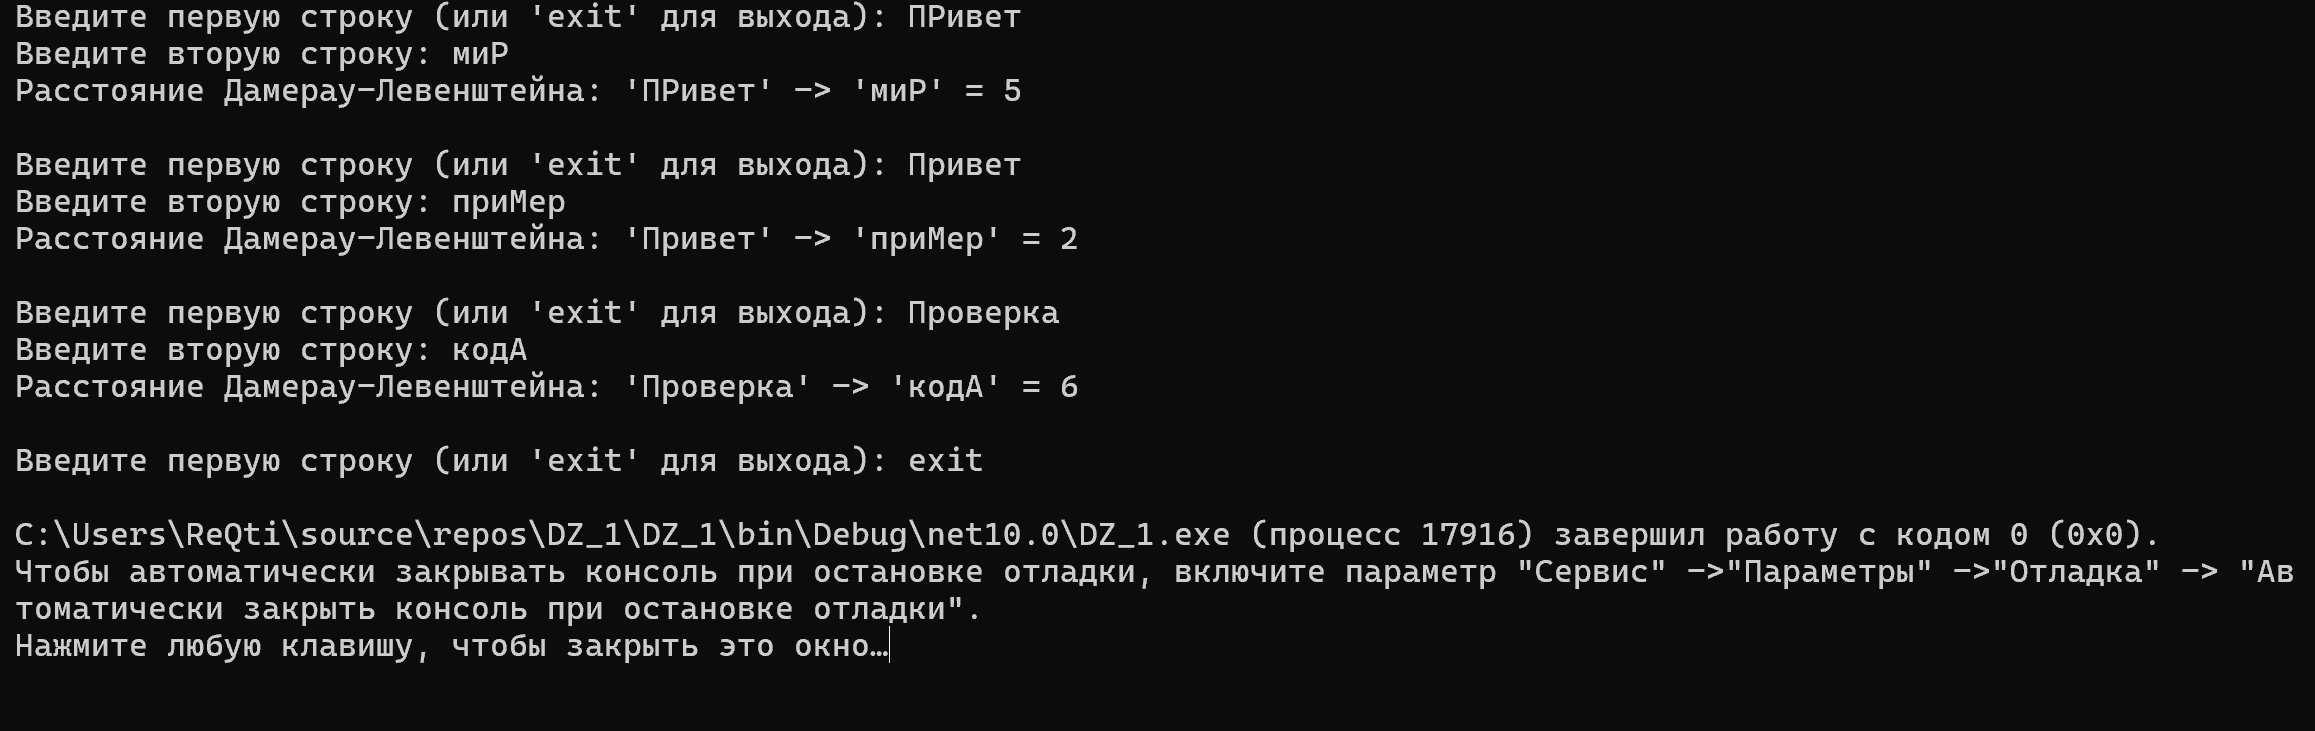 Введите первую строку (или 'exit' для выхода): ПРивет
Введите вторую строку: миР
Расстояние Дамерау-Левенштейна: 'ПРивет' -> 'миР' = 5
Введите первую строку (или 'exit' для выхода): Привет
Введите вторую строку: приМер
Расстояние Дамерау-Левенштейна: 'Привет' -> 'приМер' = 2
Введите первую строку (или 'exit' для выхода): Проверка
Введите вторую строку: кодА
Расстояние Дамерау-Левенштейна: 'Проверка' -> 'кодА' = 6
Введите первую строку (или 'exit' для выхода): exit
C:\Users\ReQti\source\repos\DZ_1\DZ_1\bin\Debug\net10.0\DZ_1.exe (процесс 17916) завершил работу с кодом 0 (0x0).
Чтобы автоматически закрывать консоль при остановке отладки, включите параметр "Сервис" ->"Параметры" ->"Отладка" -> "Ав
томатически закрыть консоль при остановке отладки".
Нажмите любую клавишу, чтобы закрыть это окно…